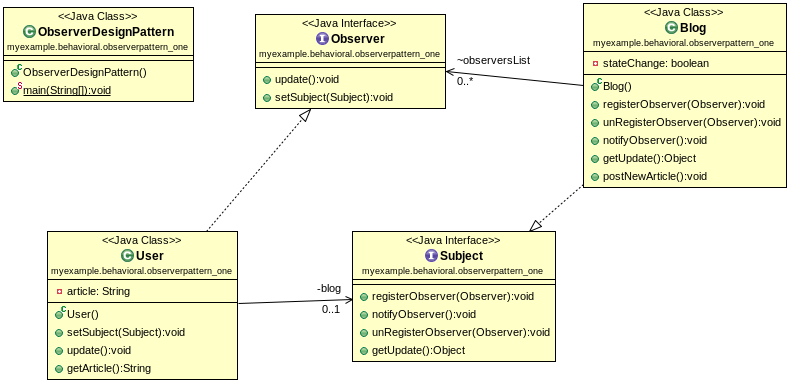 <<Java Class>>
ObserverDesignPattern
myexample.behavioral.observerpattern_one
ObserverDesignPattern()
main(String[]):void
<<Java Interface>>
Observer
myexample.behavioral.observerpattern_one
update():void
setSubject(Subject):void
~observersList
0..*
<<Java Class>>
Blog
myexample.behavioral.observerpattern_one
stateChange: boolean
Blog()
registerObserver(Observer):void
unRegisterObserver(Observer):void
notifyObserver():void
getUpdate():Object
postNewArticle():void
<<Java Class>>
User
myexample.behavioral.observerpattern_one
article: String
User()
setSubject(Subject):void
update():void
getArticle():String
-blog
0..1
<<Java Interface>>
Subject
myexample.behavioral.observerpattern_one
registerObserver(Observer):void
notifyObserver():void
unRegisterObserver(Observer):void
getUpdate():Object